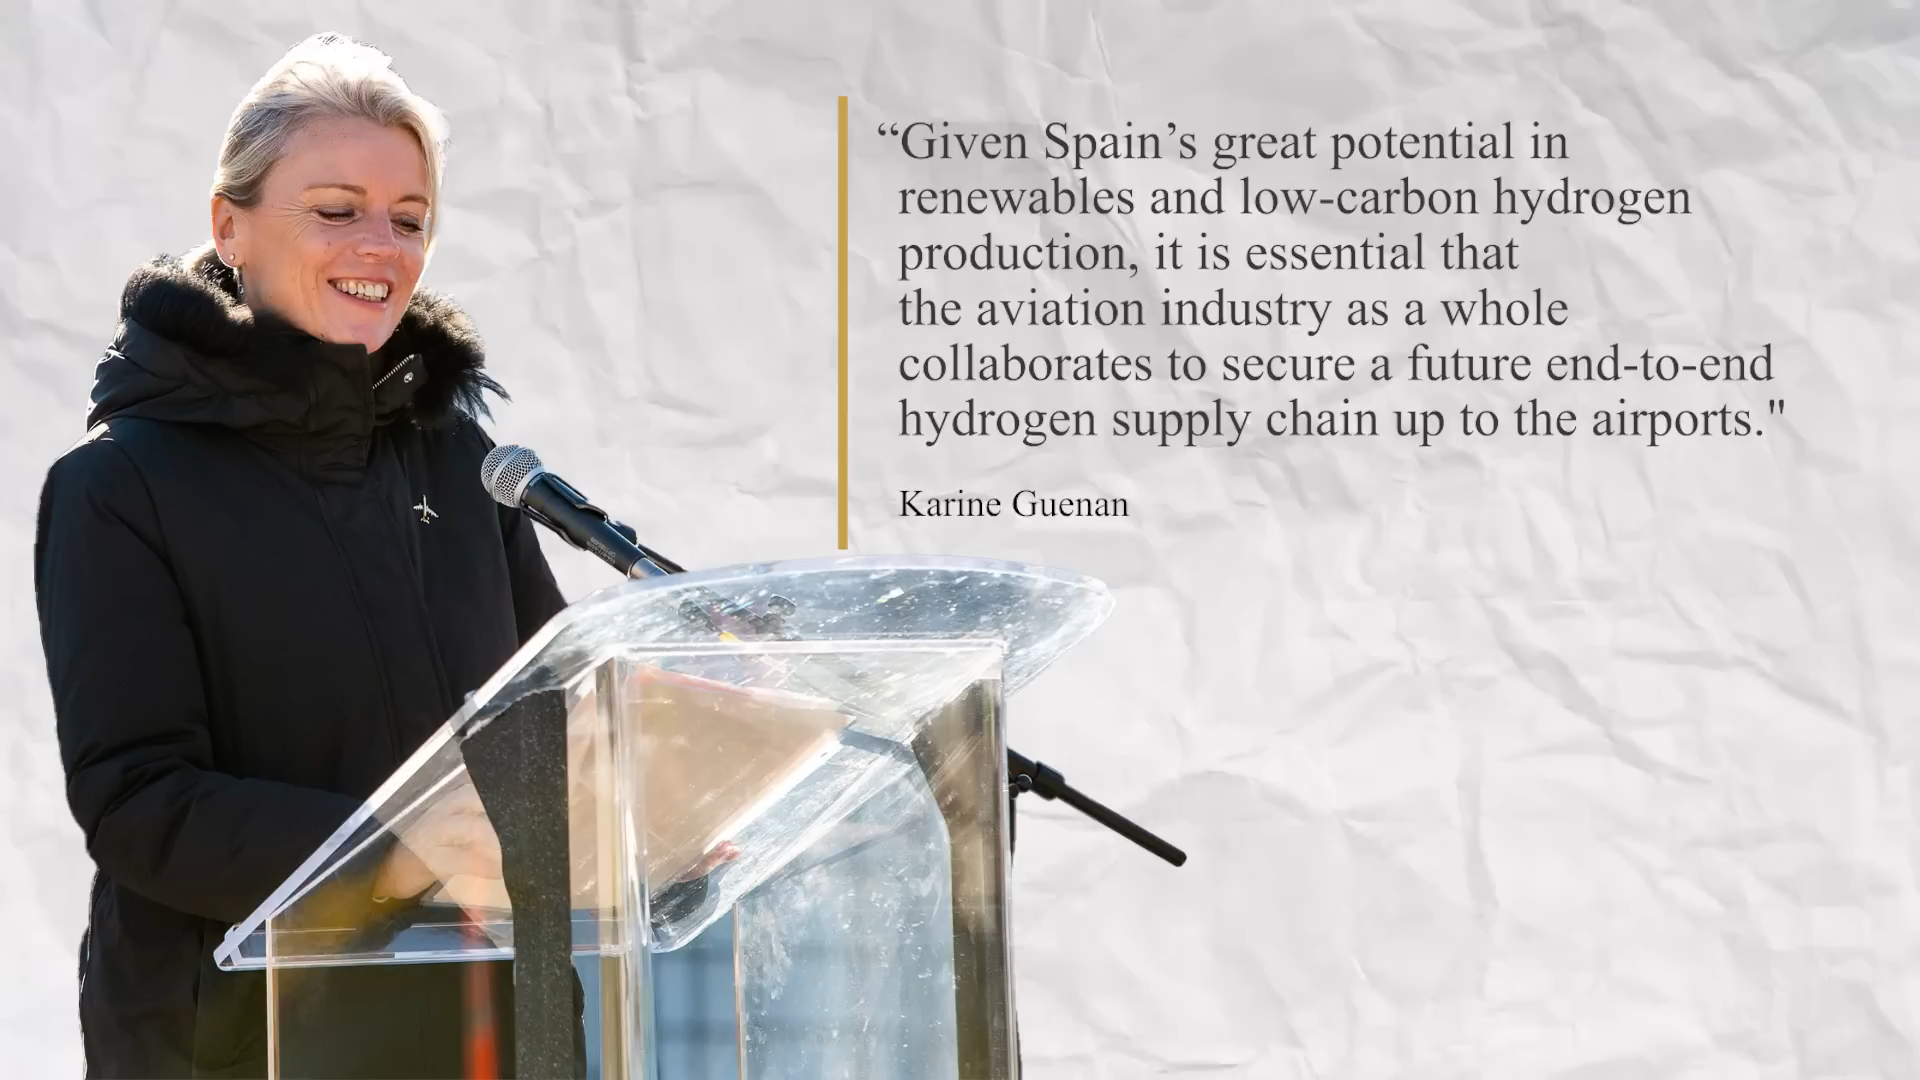 “Given Spain’s great potential in
renewables and low-carbon hydrogen
production, it is essential that
the aviation industry as a whole
collaborates to secure a future end-to-end
hydrogen supply chain up to the airports."
Karine Guenan